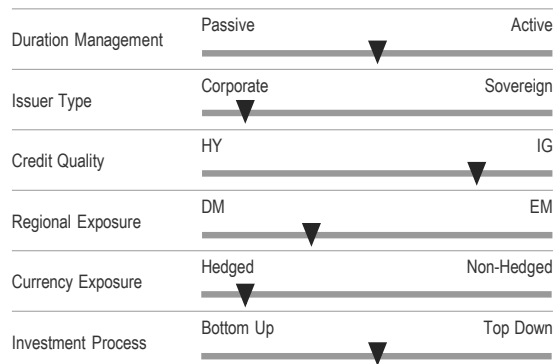 Passive Active
Duration Management
Corporate Sovereign
Issuer Type
HY IG
Credit Quality
DM EM
Regional Exposure
Hedged Non-Hedged
Currency Exposure
Bottom Up Top Down
Investment Process